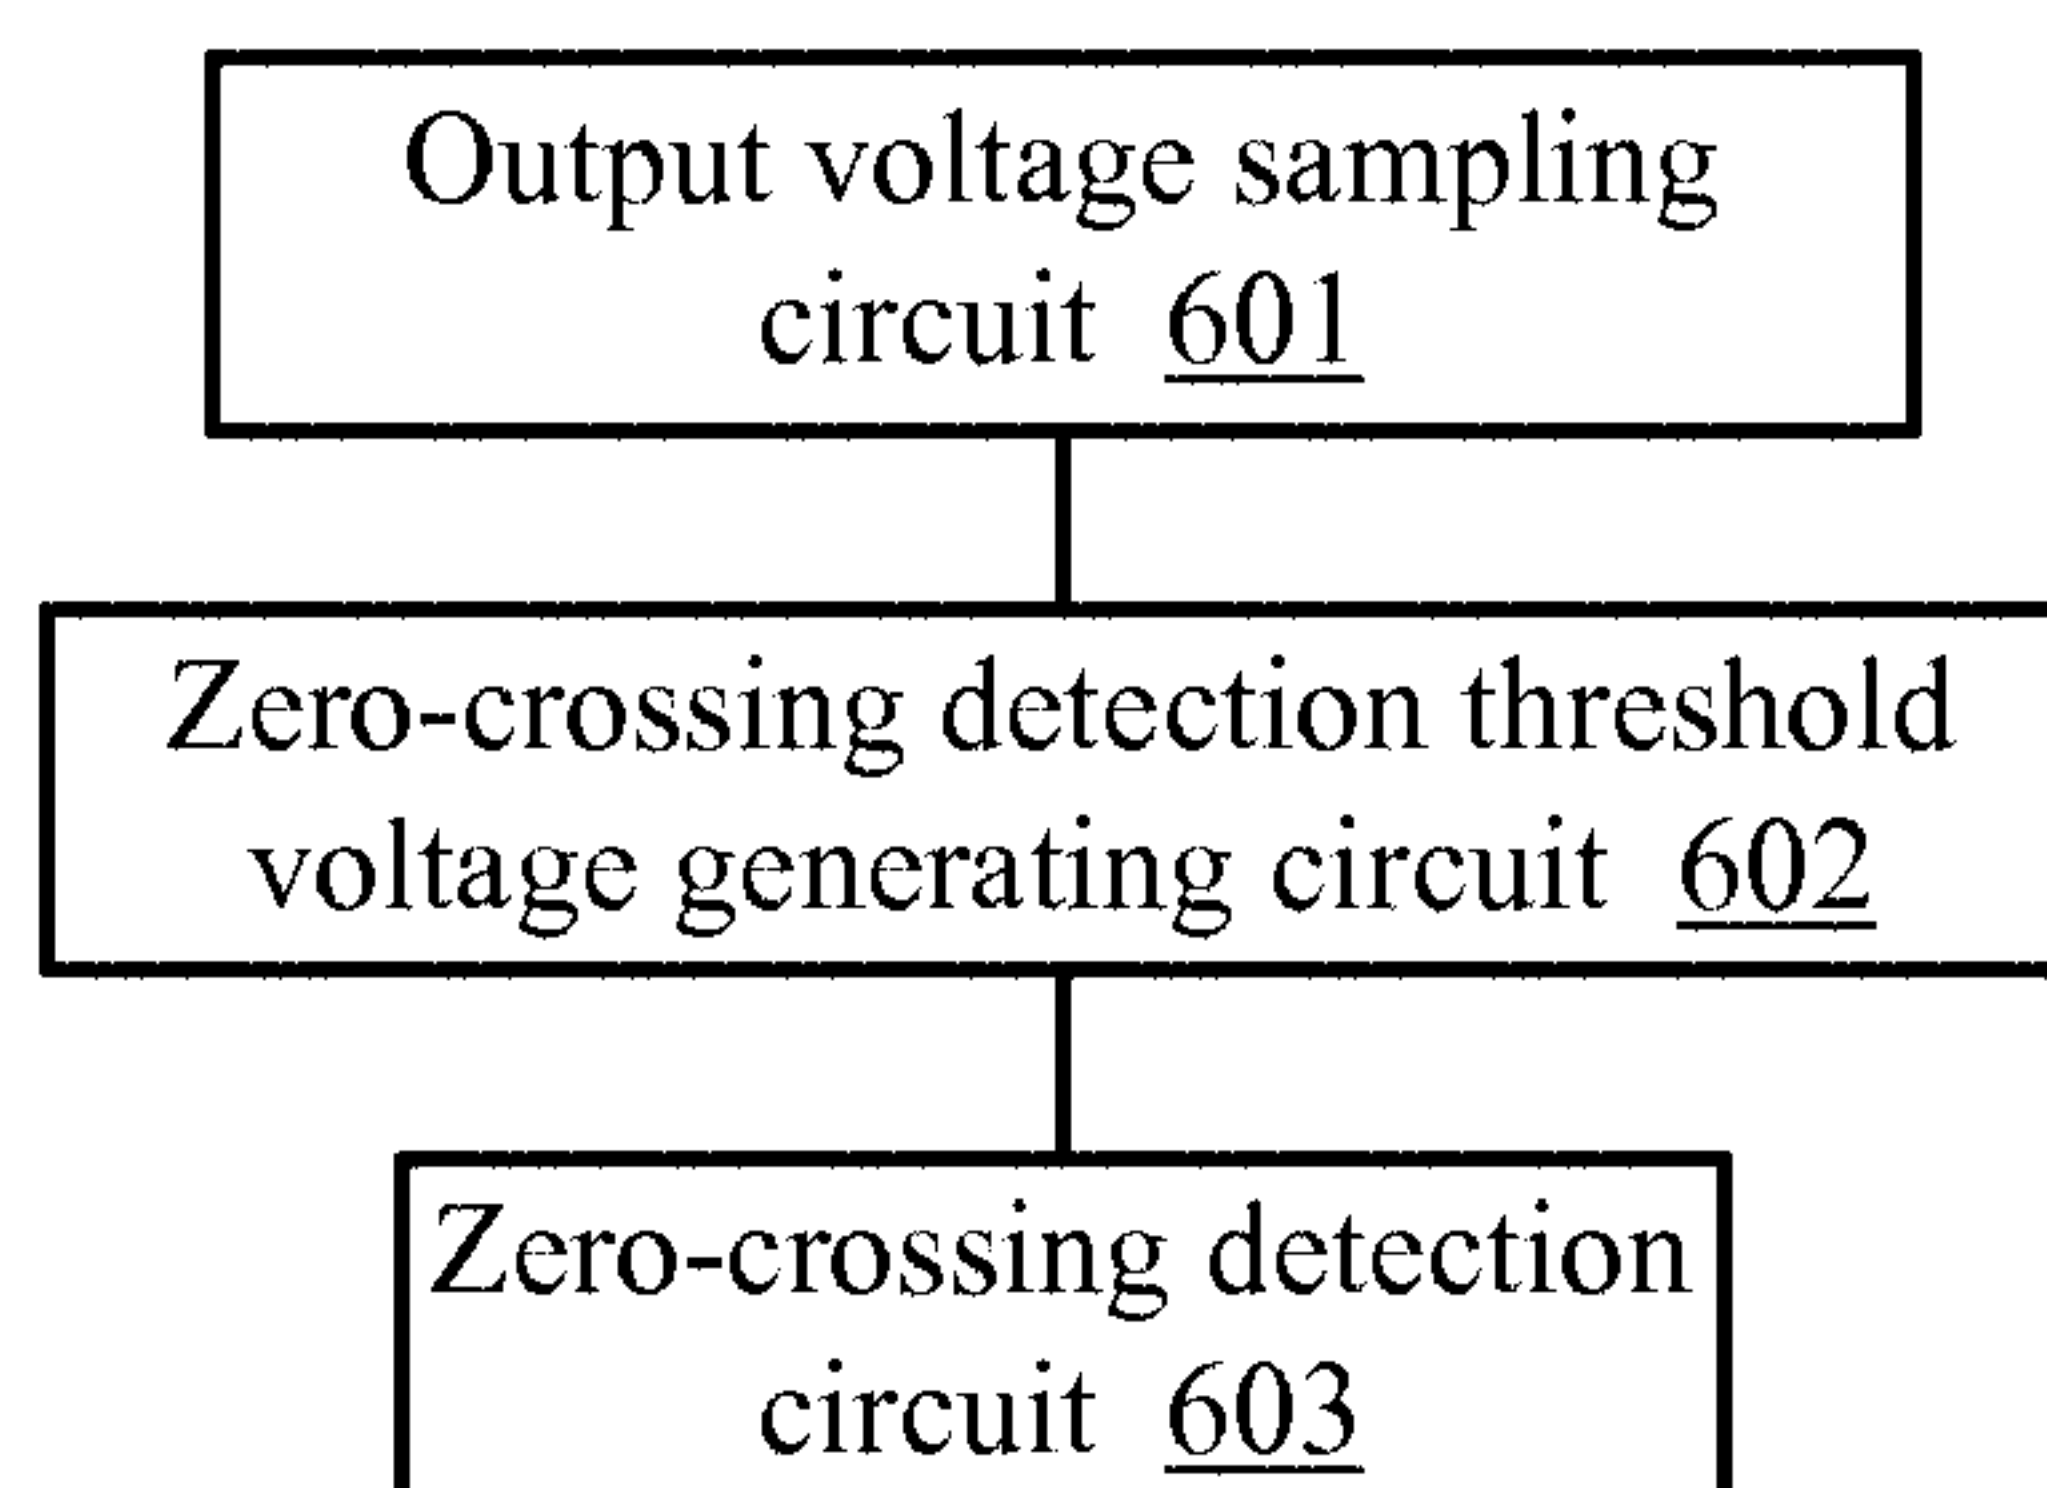 Output voltage sampling
circuit 601
Zero-crossing detection threshold
voltage generating circuit 602
Zero-crossing detection
circuit 603